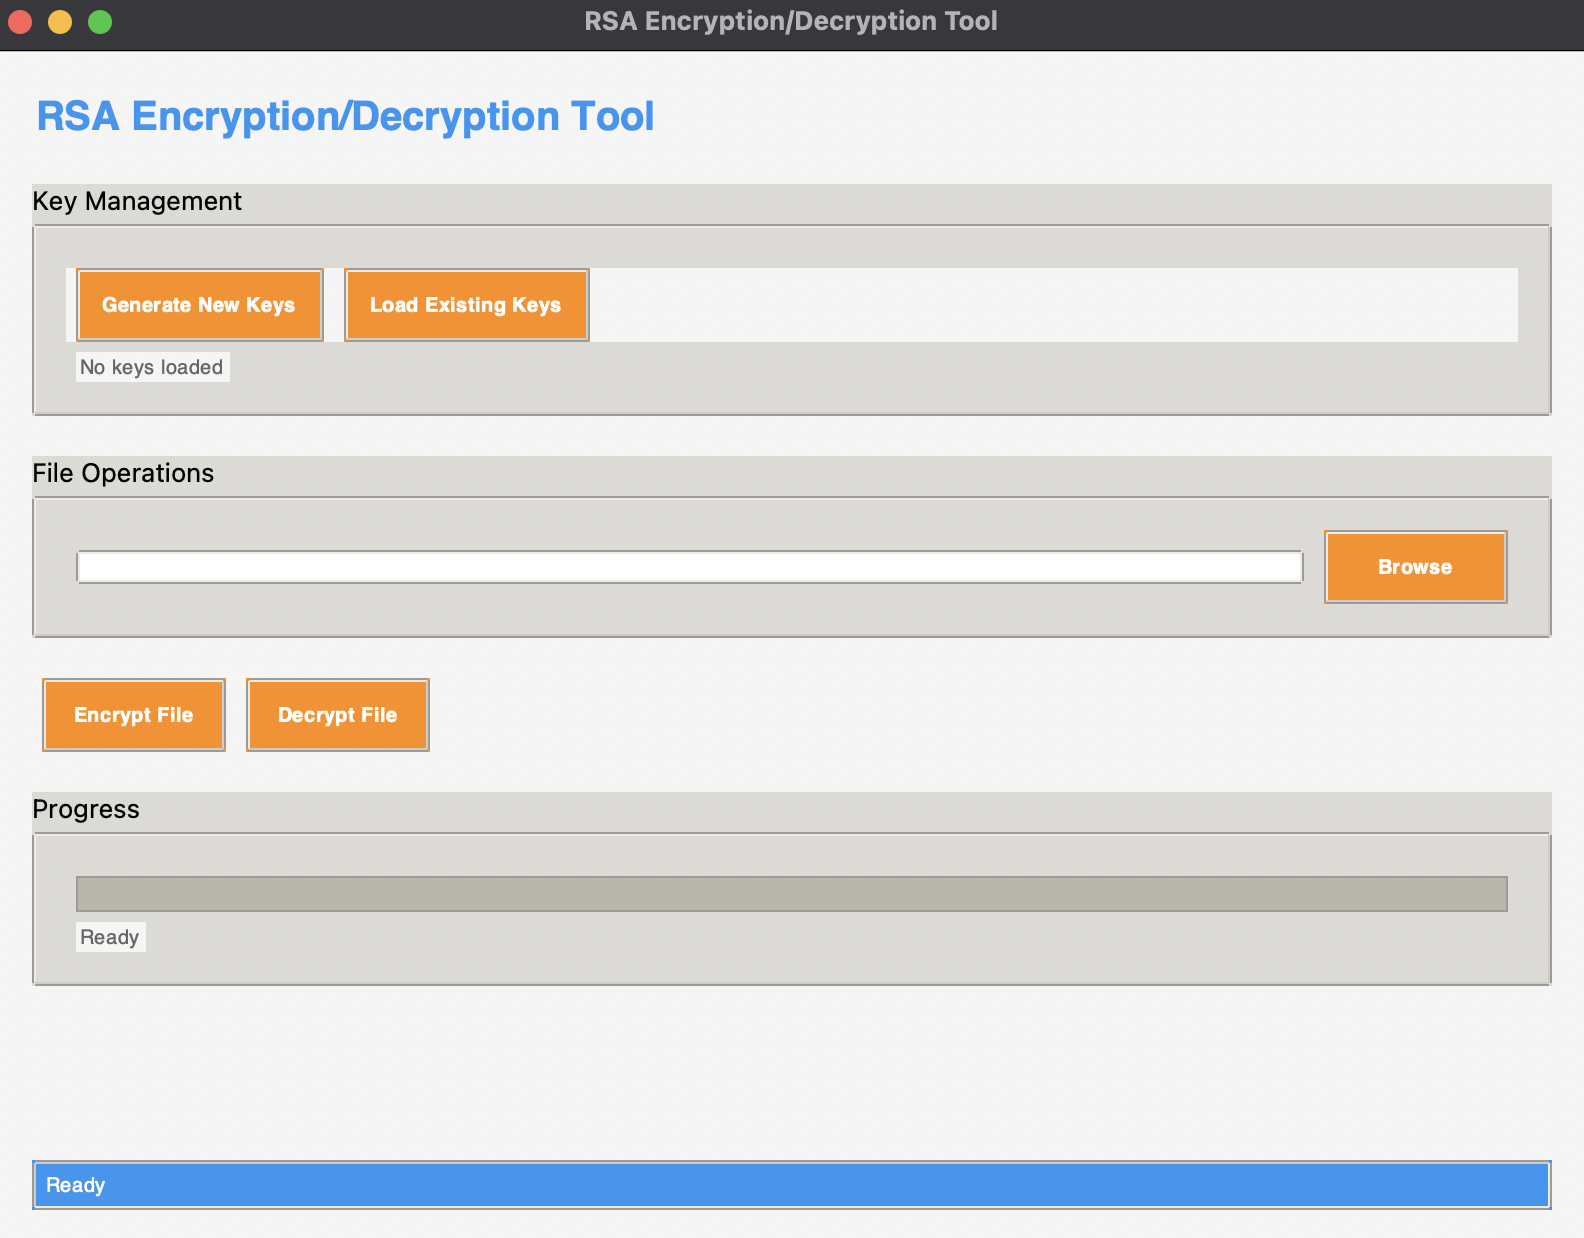 RSA Encryption/Decryption Tool
RSA Encryption/Decryption Tool
Key Management
Generate New Keys
Load Existing Keys
No keys loaded
File Operations
Browse
Encrypt File
Decrypt File
Progress
Ready
Ready